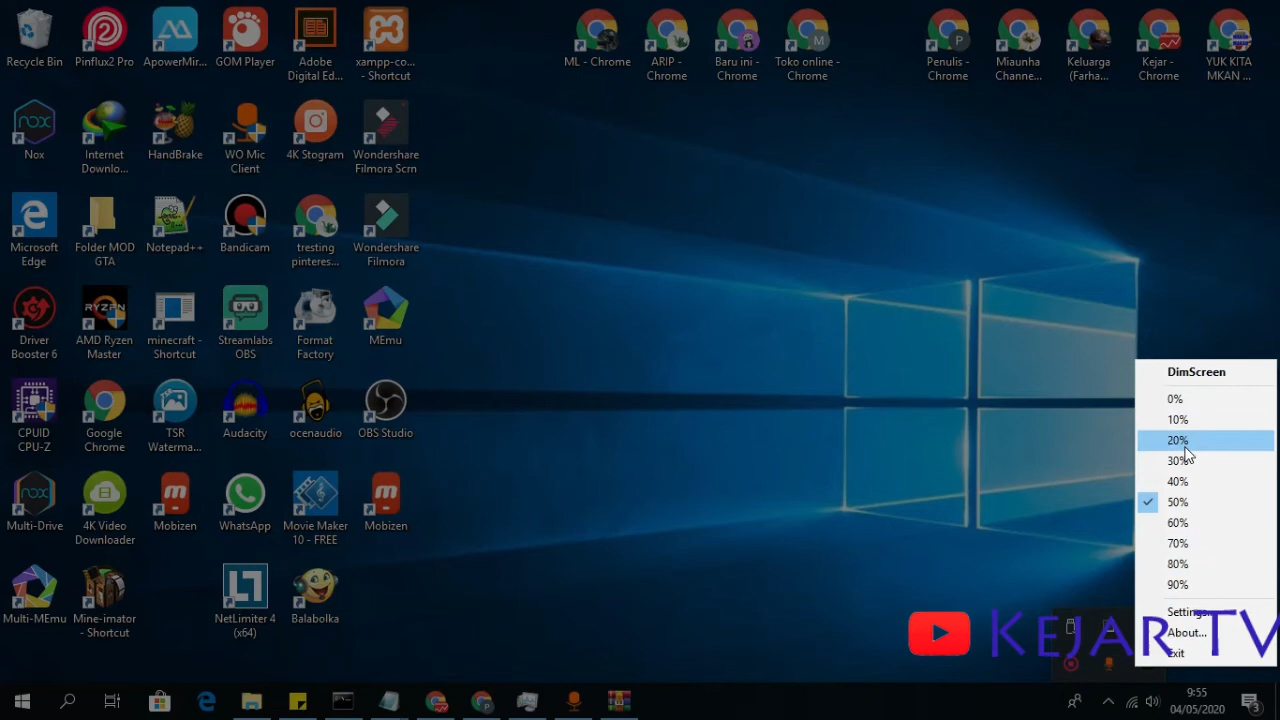 Recycle Bin
Pinflux2 Pro
ApowerMir...
GOM Player
Adobe
Digital Ed...
xampp-co...
- Shortcut
ML - Chrome
ARIP -
Chrome
Baru ini -
Chrome
Toko online -
Chrome
Penulis -
Chrome
Miaunha
Channe...
Keluarga
(Farha...
Kejar -
Chrome
YUK KITA
MKAN ...
Nox
Internet
Downlo...
HandBrake
WO Mic
Client
4K Stogram
Wondershare
Filmora Scrn
Microsoft
Edge
Folder MOD
GTA
Notepad++
Bandicam
tresting
pinteres...
Wondershare
Filmora
Driver
Booster 6
RYZEN
AMD Ryzen
Master
minecraft -
Shortcut
Streamlabs
OBS
Format
Factory
MEmu
CPUID
CPU-Z
Google
Chrome
TSR
Waterma...
Audacity
ocenaudio
OBS Studio
Multi-Drive
4K Video
Downloader
Mobizen
WhatsApp
Movie Maker
10 - FREE
Mobizen
Multi-MEmu
Mine-imator
- Shortcut
NetLimiter 4
(x64)
Balabolka
DimScreen
0%
10%
20%
30%
40%
50%
60%
70%
80%
90%
Settings...
About...
Exit
KEJAR TV
9:55
04/05/2020
3